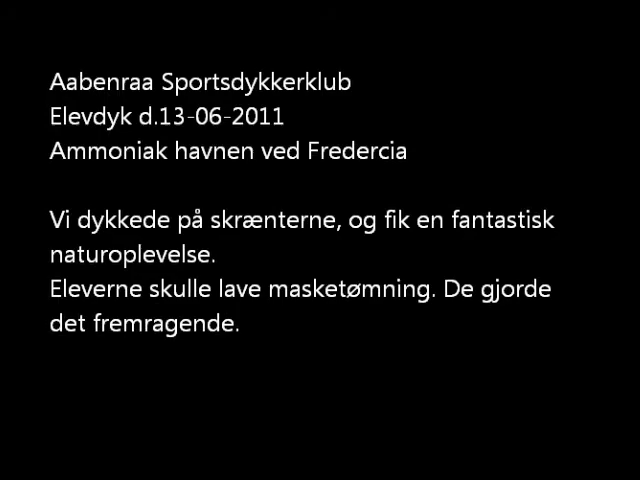 Aabenraa Sportsdykkerklub
Elevdyk d.13-06-2011
Ammoniak havnen ved Fredercia
Vi dykkede på skrænterne, og fik en fantastisk
naturoplevelse.
Eleverne skulle lave masketømning. De gjorde
det fremragende.